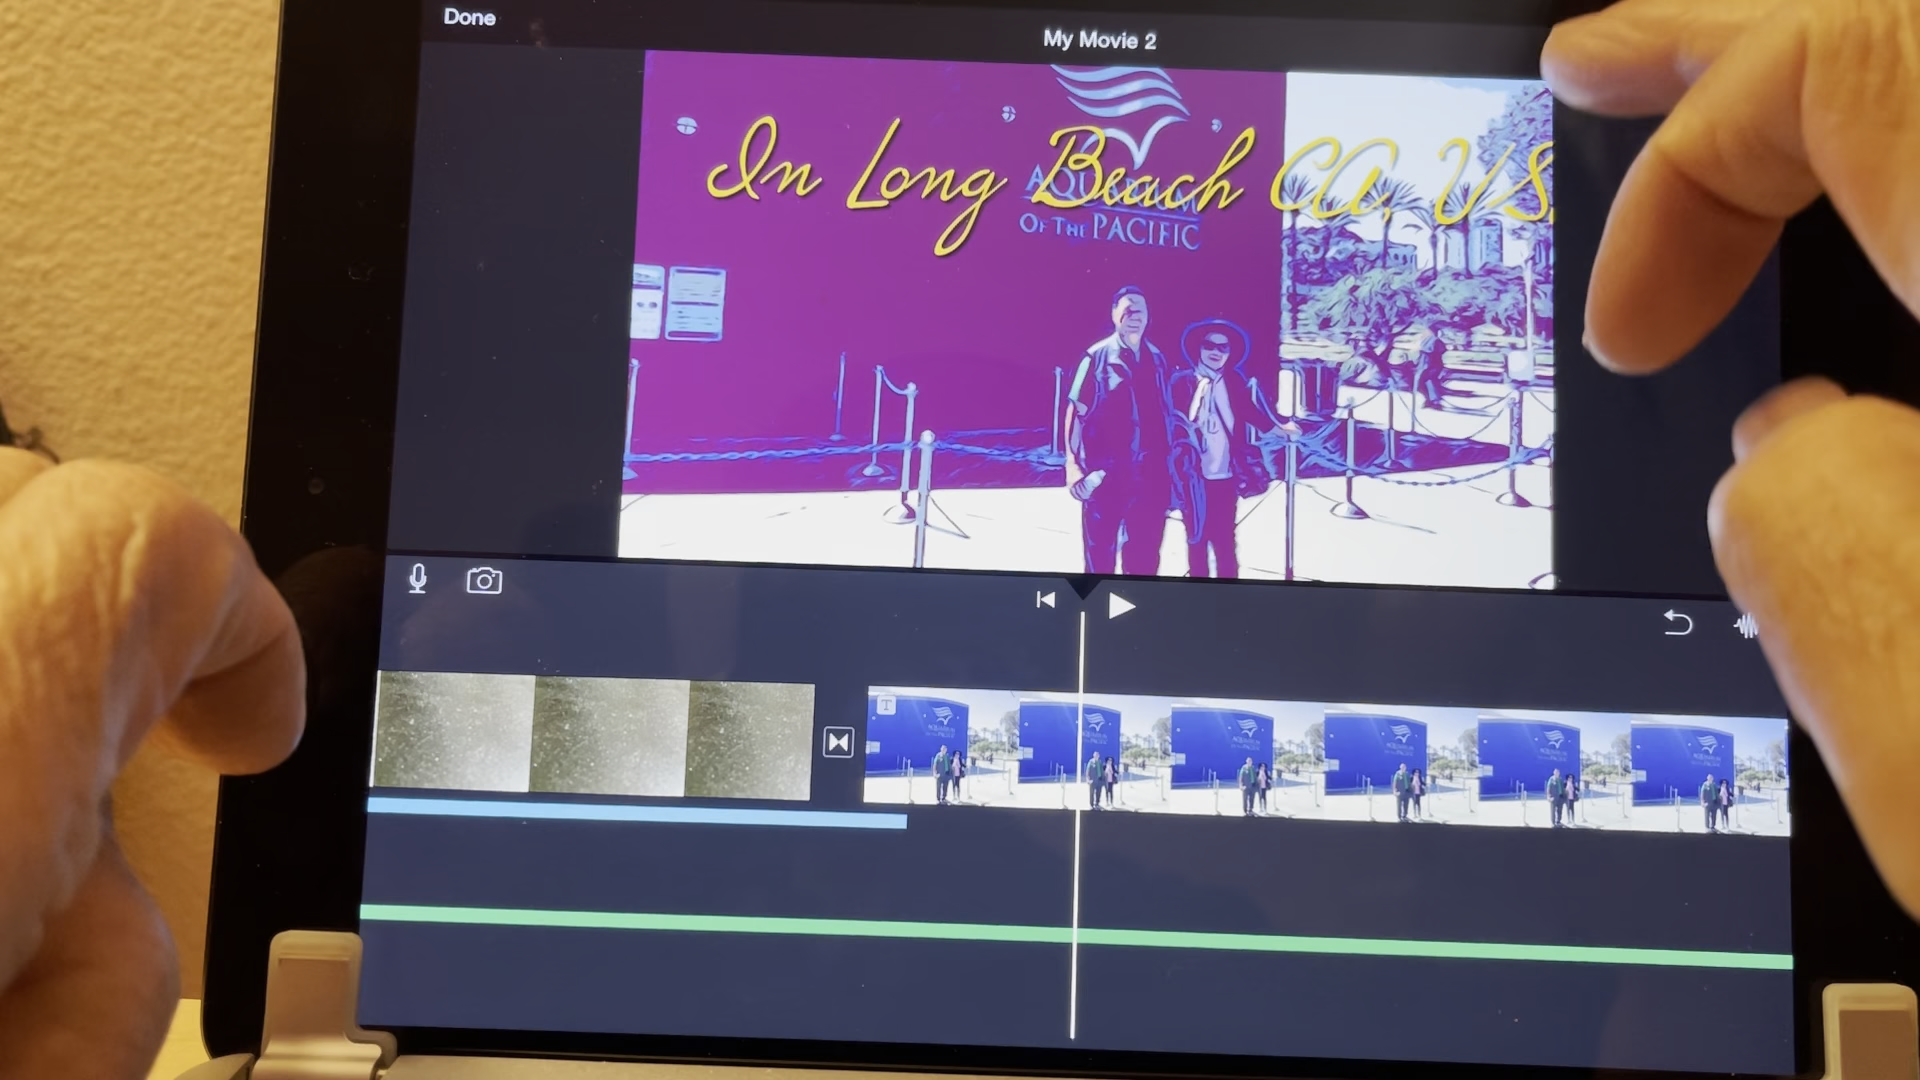 Done
My Movie 2
In Long Beach CA, US
AQUARIUM
OF THE PACIFIC
T